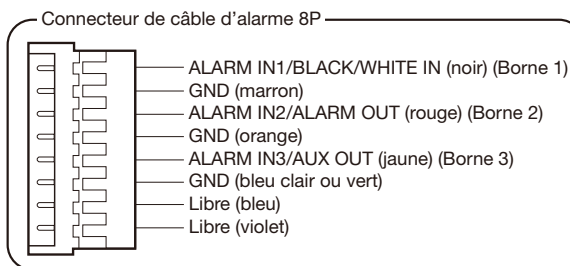 Connecteur de câble d’alarme 8P
ALARM IN1/BLACK/WHITE IN (noir) (Borne 1)
GND (marron)
ALARM IN2/ALARM OUT (rouge) (Borne 2)
GND (orange)
ALARM IN3/AUX OUT (jaune) (Borne 3)
GND (bleu clair ou vert)
Libre (bleu)
Libre (violet)